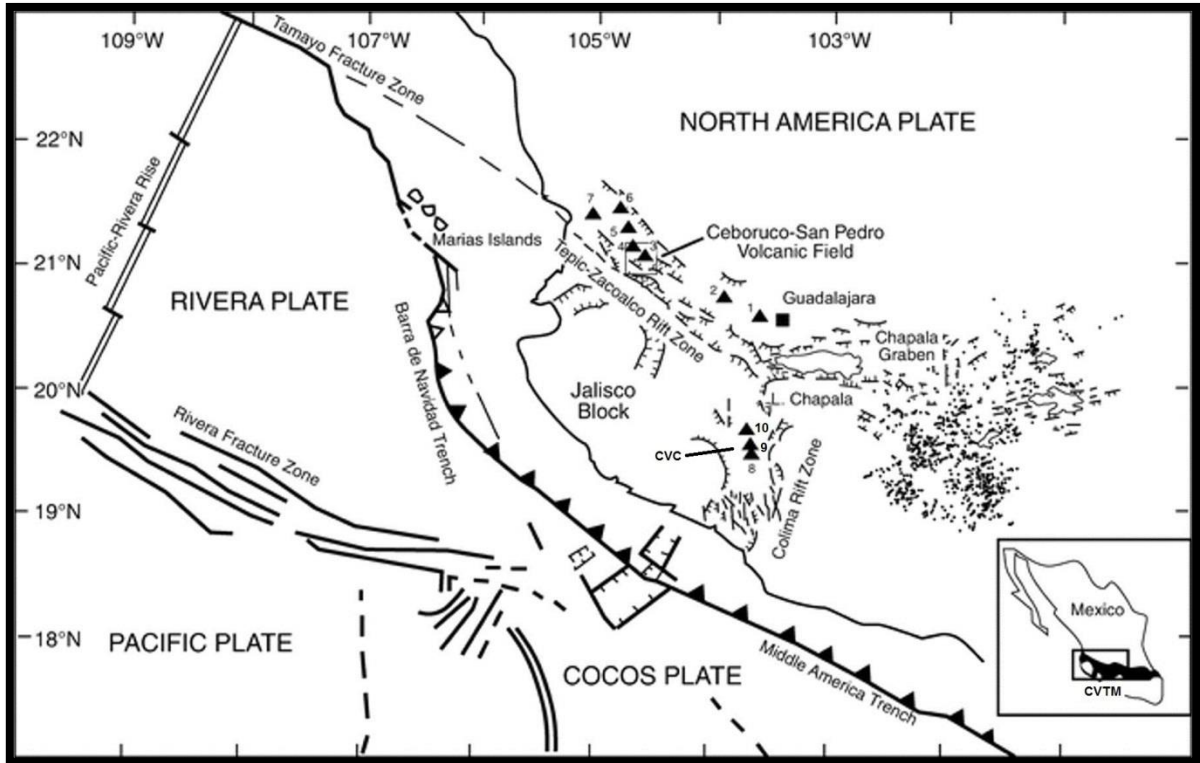 109°W
107°W
105°W
103°W
Tamayo Fracture Zone
NORTH AMERICA PLATE
22°N
Pacific-Rivera Rise
7
6
5
4
3
Ceboruco-San Pedro
Volcanic Field
Marias Islands
21°N
Tepic-Zacoalco Rift Zone
RIVERA PLATE
2
1
Guadalajara
Barra de Navidad Trench
Chapala
Graben
20°N
Jalisco
Block
L. Chapala
Rivera Fracture Zone
10
CVC
9
8
Colima Rift Zone
19°N
Mexico
18°N
PACIFIC PLATE
COCOS PLATE
Middle America Trench
CVTM